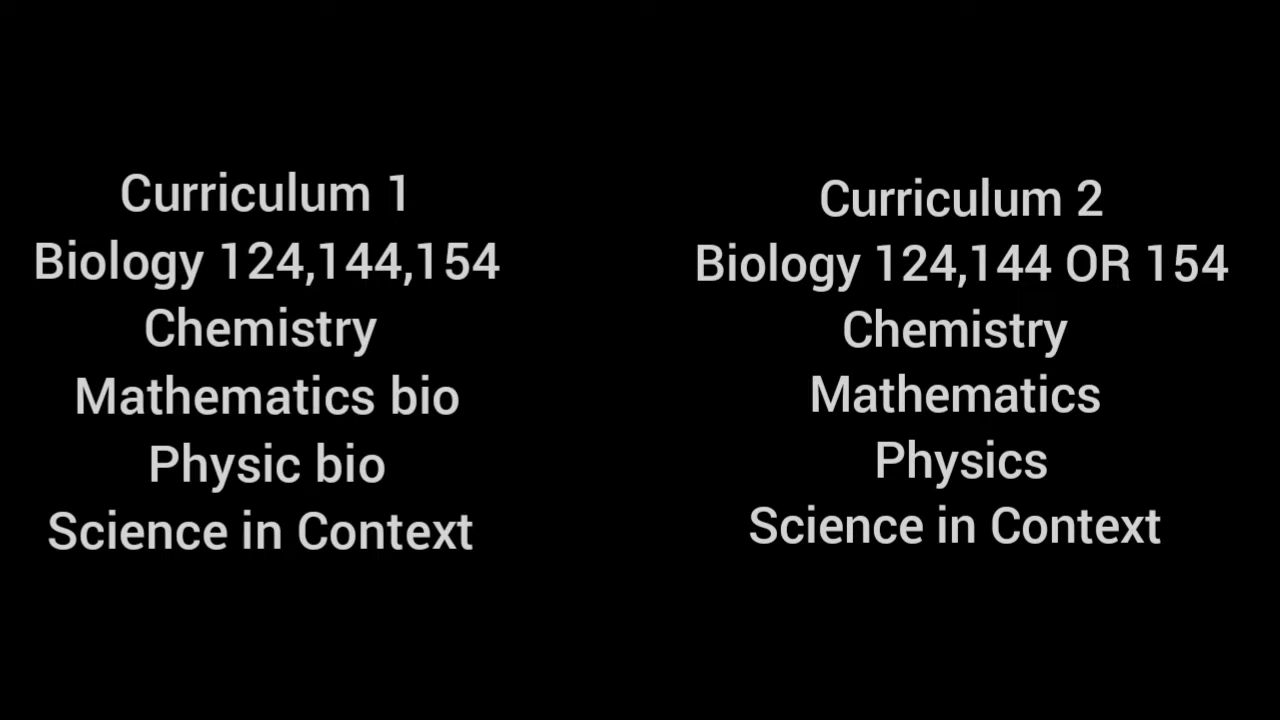 Curriculum 1
Biology 124,144,154
Chemistry
Mathematics bio
Physic bio
Science in Context
Curriculum 2
Biology 124,144 OR 154
Chemistry
Mathematics
Physics
Science in Context